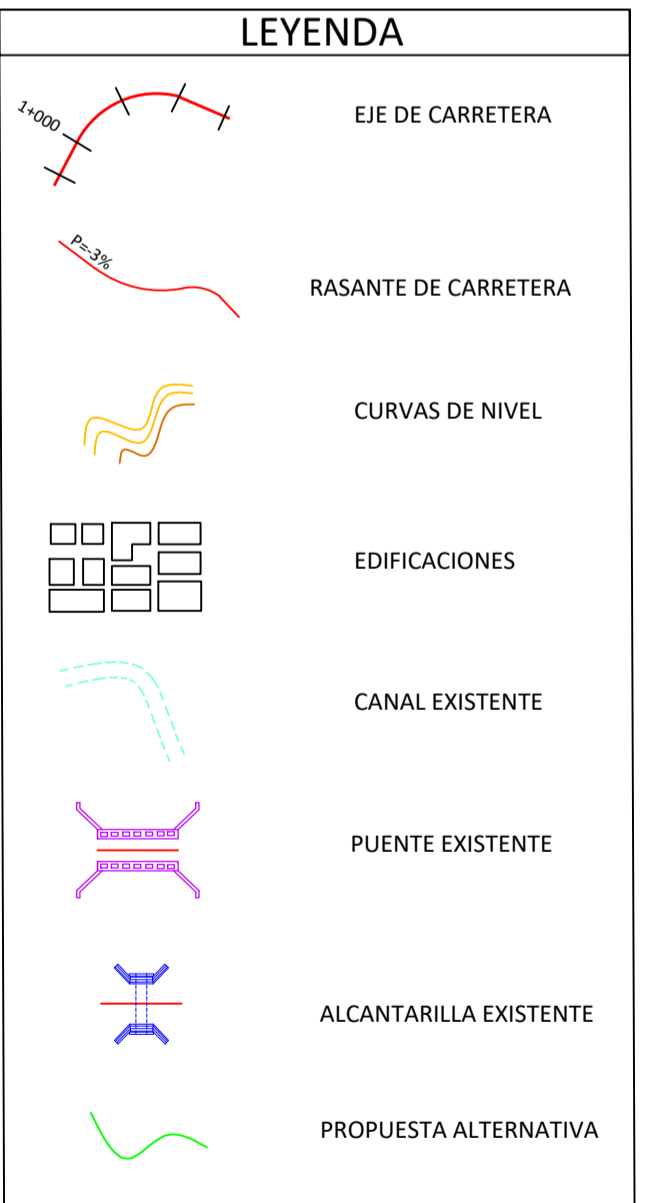 LEYENDA
1+000
EJE DE CARRETERA
P=-3%
RASANTE DE CARRETERA
CURVAS DE NIVEL
EDIFICACIONES
CANAL EXISTENTE
PUENTE EXISTENTE
ALCANTARILLA EXISTENTE
PROPUESTA ALTERNATIVA